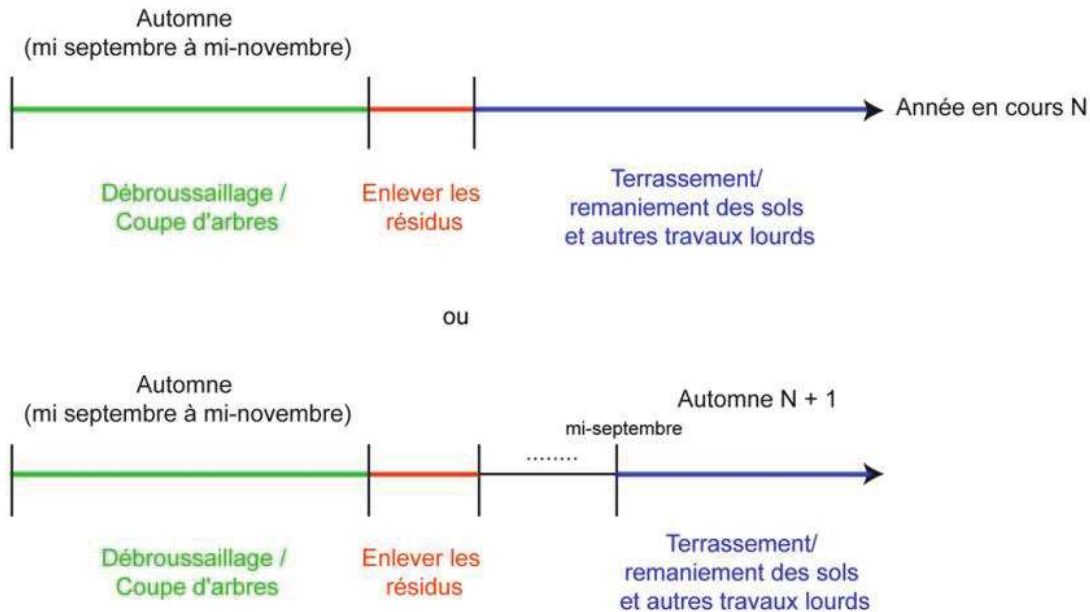 Automne
(mi septembre à mi-novembre)
Année en cours N
Débroussaillage /
Coupe d'arbres
Enlever les
résidus
Terrassement/
remaniement des sols
et autres travaux lourds
ou
Automne
(mi septembre à mi-novembre)
Automne N + 1
mi-septembre
........
Débroussaillage /
Coupe d'arbres
Enlever les
résidus
Terrassement/
remaniement des sols
et autres travaux lourds